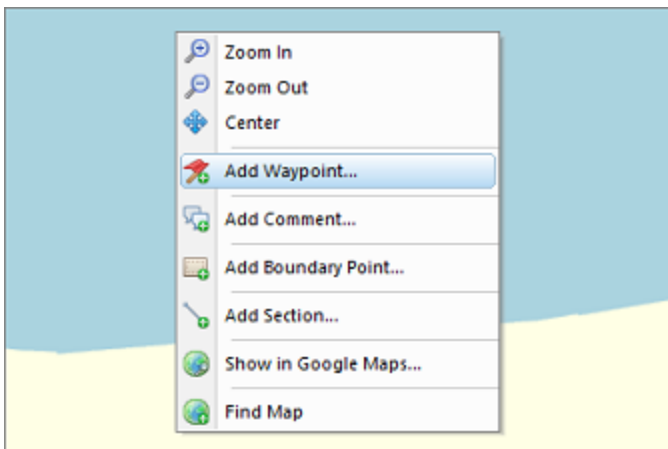 Zoom In
Zoom Out
Center
Add Waypoint...
Add Comment...
Add Boundary Point...
Add Section...
Show in Google Maps...
Find Map